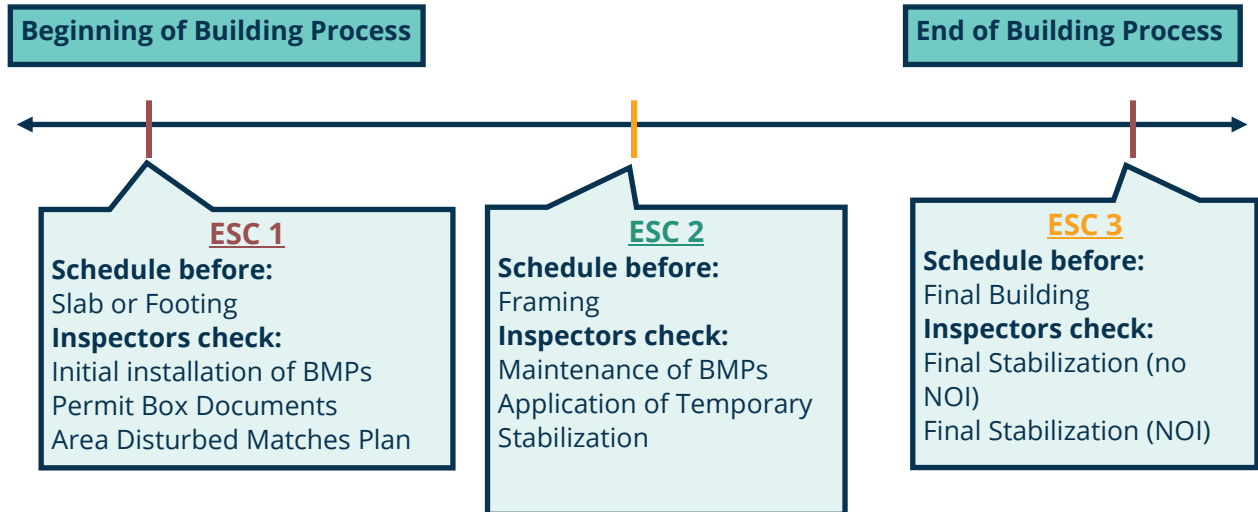 Beginning of Building Process
End of Building Process
ESC 1
Schedule before:
Slab or Footing
Inspectors check:
Initial installation of BMPs
Permit Box Documents
Area Disturbed Matches Plan
ESC 2
Schedule before:
Framing
Inspectors check:
Maintenance of BMPs
Application of Temporary
Stabilization
ESC 3
Schedule before:
Final Building
Inspectors check:
Final Stabilization (no
NOI)
Final Stabilization (NOI)